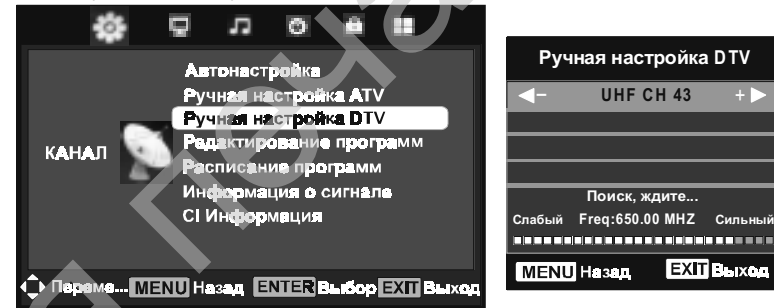 Автонастройка
Ручная настройка ATV
Ручная настройка DTV
КАНАЛ
Редактирование программ
Расписание программ
Информация о сигнале
CI Информация
Переме... MENU Назад ENTER Выбор EXIT Выход
Ручная настройка DTV
− UHF CH 43 +
Поиск, ждите...
Слабый Freq:650.00 MHZ Сильный
MENU Назад EXIT Выход